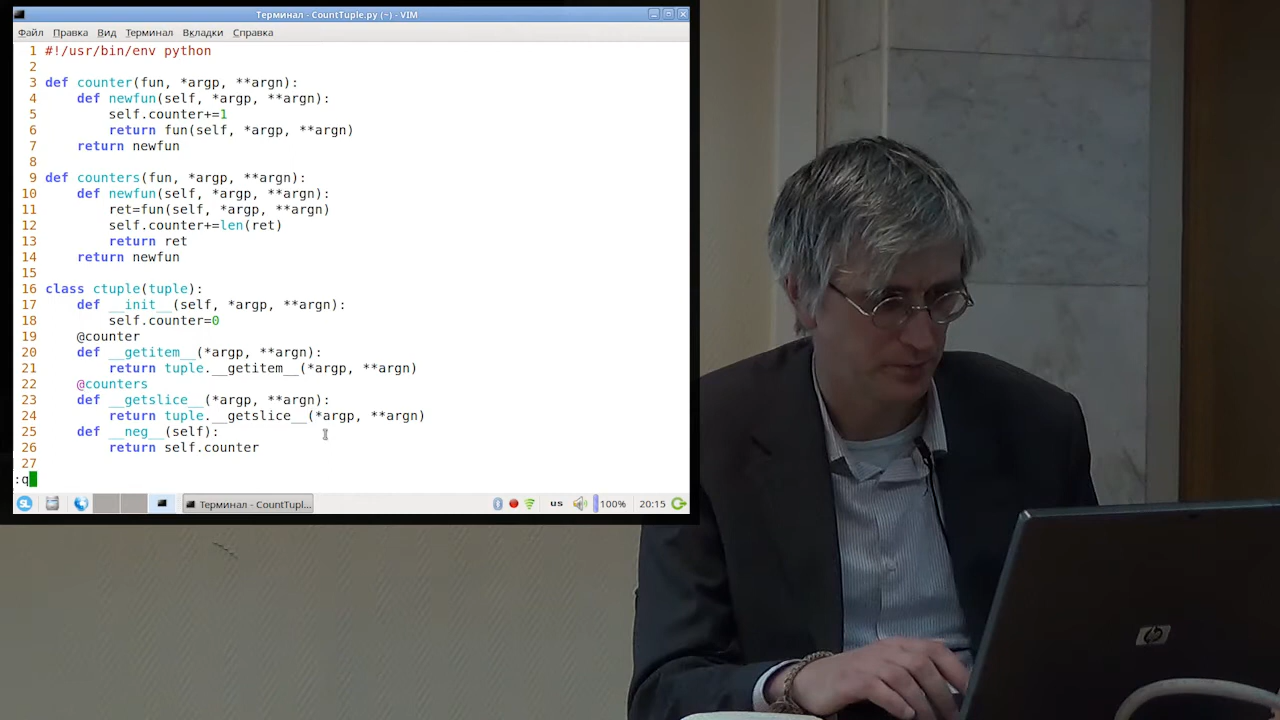 Терминал - CountTuple.py (~) - VIM
Файл Правка Вид Терминал Вкладки Справка
1 #!/usr/bin/env python
2
3 def counter(fun, *argp, **argn):
4 def newfun(self, *argp, **argn):
5 self.counter+=1
6 return fun(self, *argp, **argn)
7 return newfun
8
9 def counters(fun, *argp, **argn):
10 def newfun(self, *argp, **argn):
11 ret=fun(self, *argp, **argn)
12 self.counter+=len(ret)
13 return ret
14 return newfun
15
16 class ctuple(tuple):
17 def __init__(self, *argp, **argn):
18 self.counter=0
19 @counter
20 def __getitem__(*argp, **argn):
21 return tuple.__getitem__(*argp, **argn)
22 @counters
23 def __getslice__(*argp, **argn):
24 return tuple.__getslice__(*argp, **argn)
25 def __neg__(self):
26 return self.counter
27
:q
Терминал - CountTupl... us 100% 20:15
hp